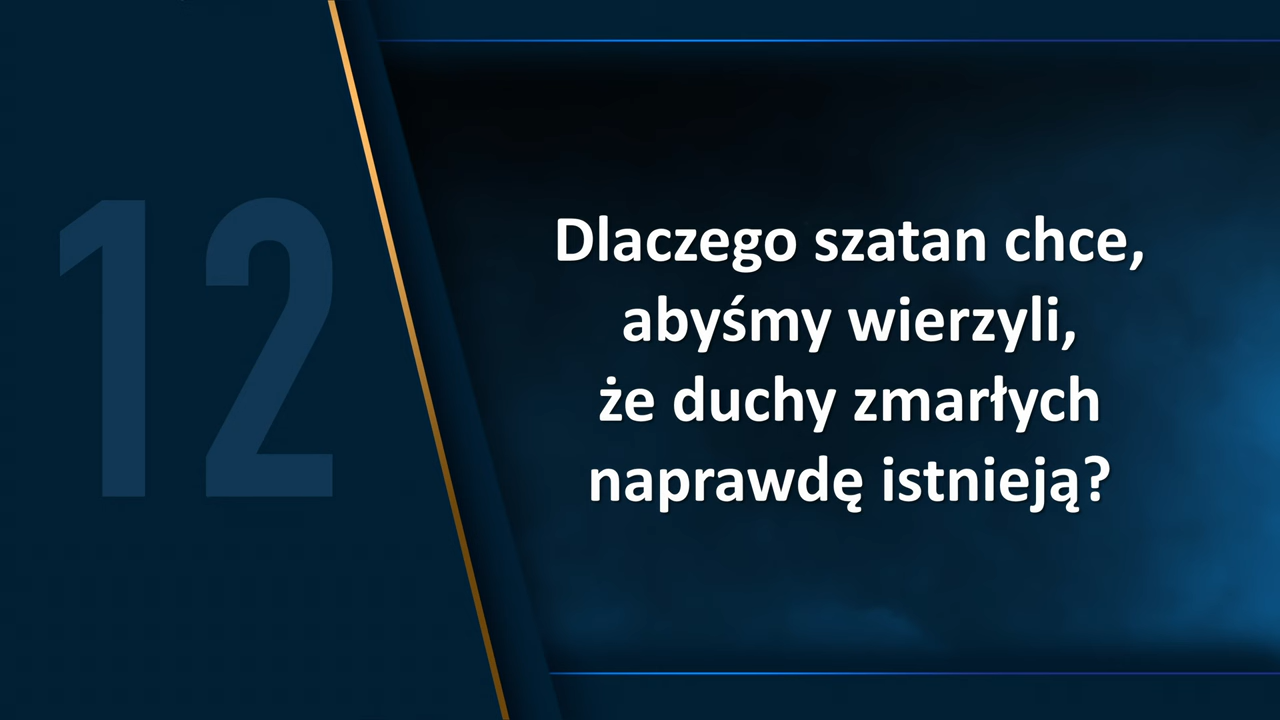 12
Dlaczego szatan chce,
abyśmy wierzyli,
że duchy zmarłych
naprawdę istnieją?